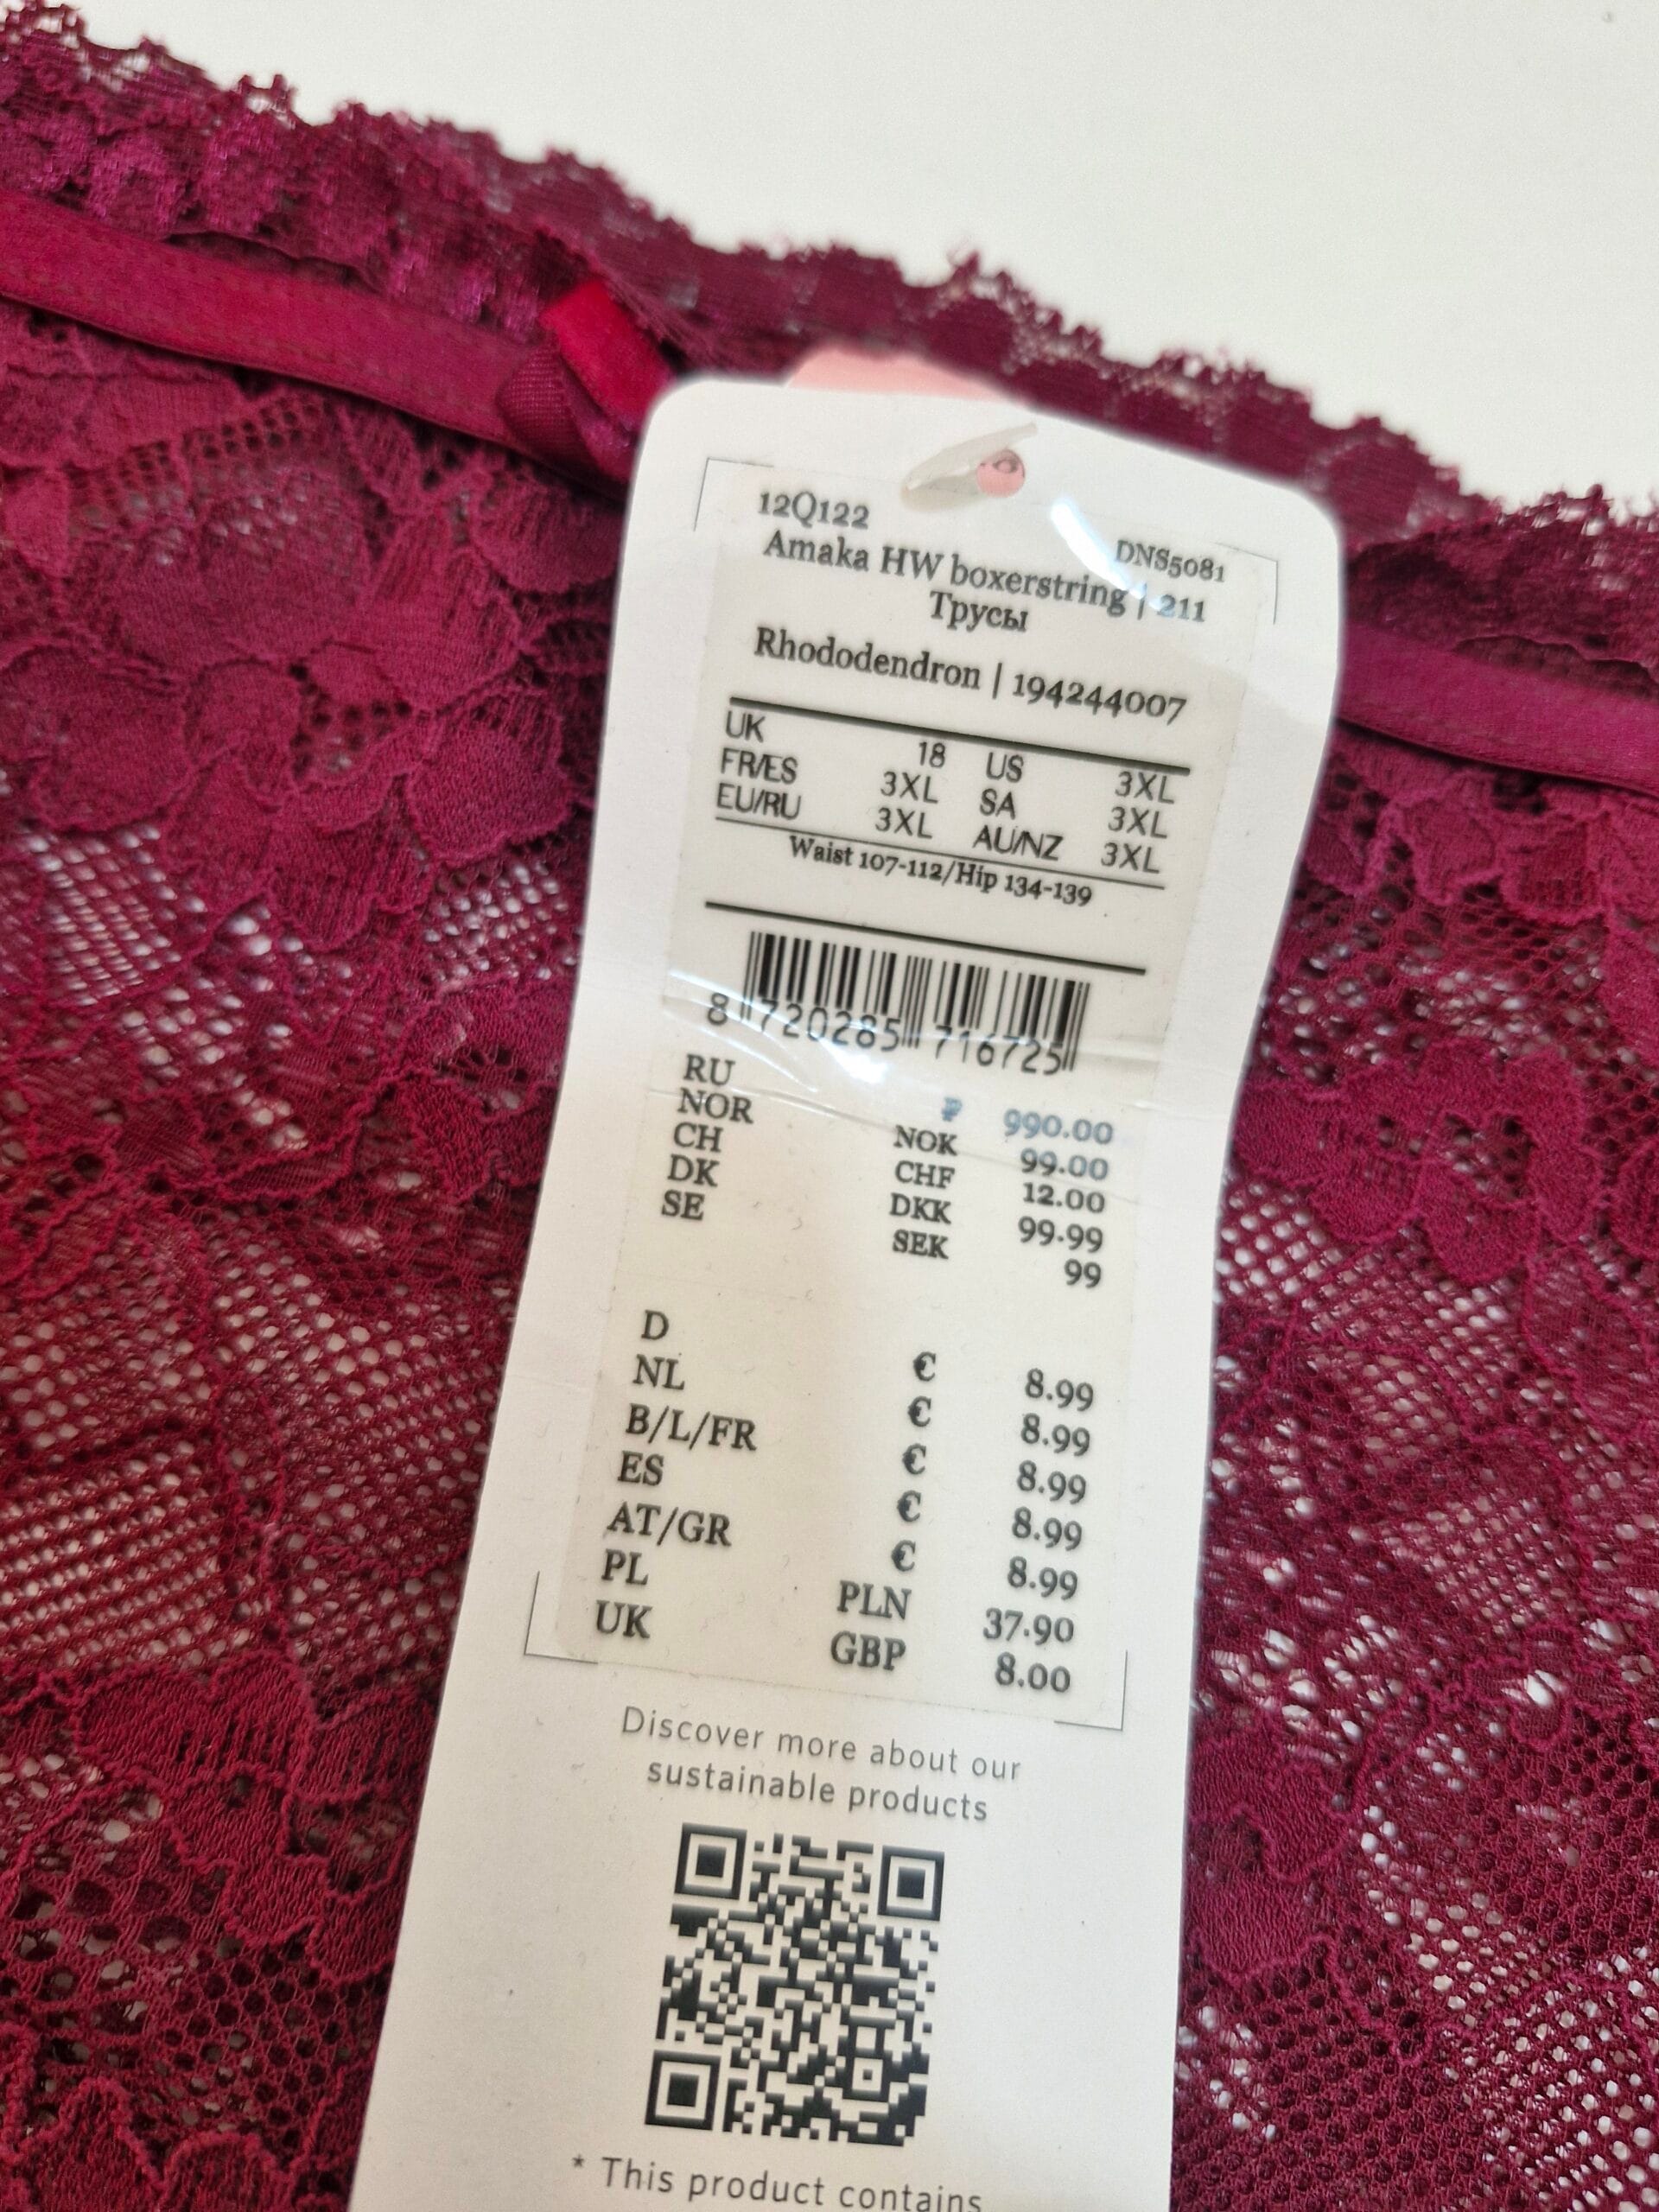 12Q122 DNS5081
Amaka HW boxerstring | 211
Трусы
Rhododendron | 194244007
UK 18 US 3XL
FR/ES 3XL SA 3XL
EU/RU 3XL AU/NZ 3XL
Waist 107-112/Hip 134-139
8 720285 716725
RU ₽ 990.00
NOR NOK 99.00
CH CHF 12.00
DK DKK 99.99
SE SEK 99
D € 8.99
NL € 8.99
B/L/FR € 8.99
ES € 8.99
AT/GR € 8.99
PL PLN 37.90
UK GBP 8.00
Discover more about our
sustainable products
* This product contains